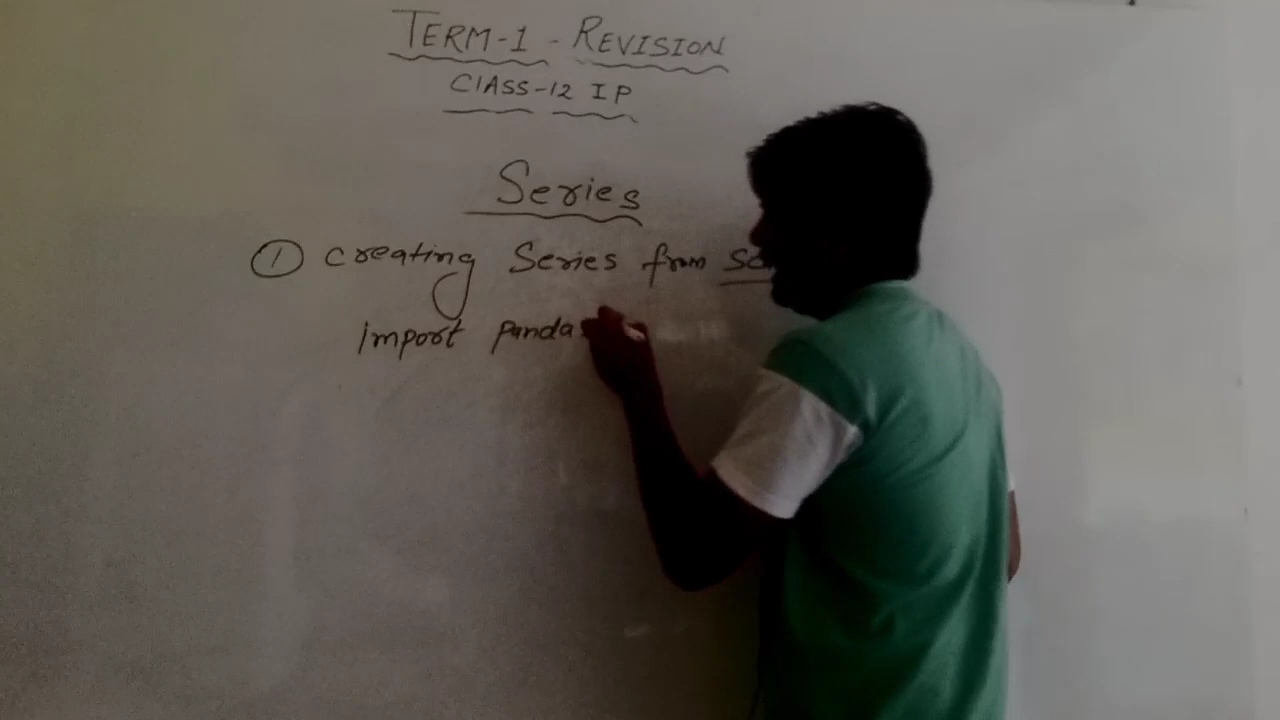 TERM-1 - REVISION
CLASS-12 IP
Series
① creating Series from
import panda